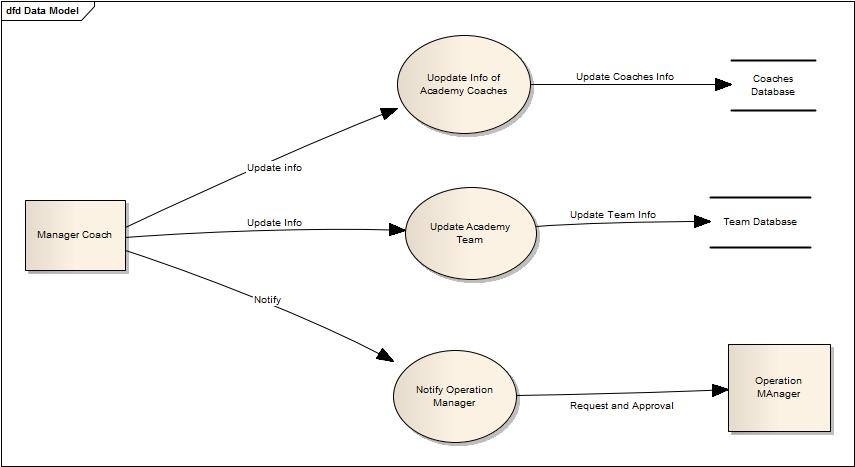 dfd Data Model
Uopdate Info of
Academy Coaches
Update Coaches Info
Coaches
Database
Update info
Manager Coach
Update Info
Update Academy
Team
Update Team Info
Team Database
Notify
Notify Operation
Manager
Request and Approval
Operation
MAnager